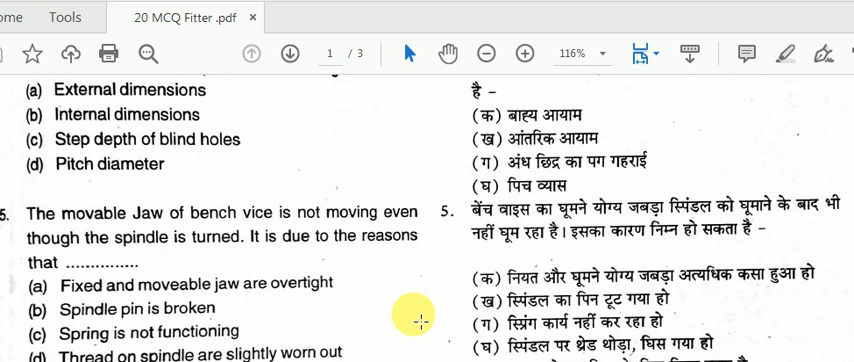 ome Tools 20 MCQ Fitter .pdf ×
1 / 3 116%
(a) External dimensions
(b) Internal dimensions
(c) Step depth of blind holes
(d) Pitch diameter
5. The movable Jaw of bench vice is not moving even
though the spindle is turned. It is due to the reasons
that ...............
(a) Fixed and moveable jaw are overtight
(b) Spindle pin is broken
(c) Spring is not functioning
(d) Thread on spindle are slightly worn out
है –
(क) बाह्य आयाम
(ख) आंतरिक आयाम
(ग) अंध छिद्र का पग गहराई
(घ) पिच व्यास
5. बेंच वाइस का घूमने योग्य जबड़ा स्पिंडल को घूमाने के बाद भी
नहीं घूम रहा है। इसका कारण निम्न हो सकता है –
(क) नियत और घूमने योग्य जबड़ा अत्यधिक कसा हुआ हो
(ख) स्पिंडल का पिन टूट गया हो
(ग) स्प्रिंग कार्य नहीं कर रहा हो
(घ) स्पिंडल पर थ्रेड थोड़ा, घिस गया हो